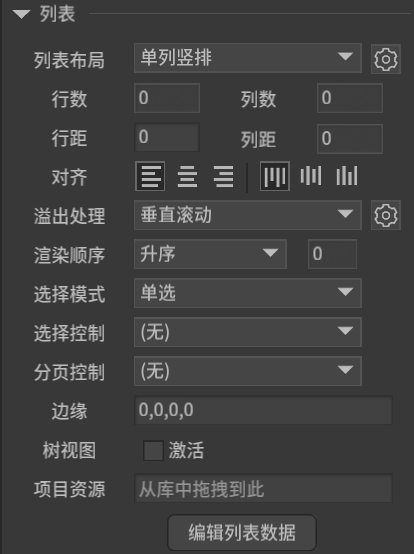 列表
列表布局 单列竖排
行数 0 列数 0
行距 0 列距 0
对齐
溢出处理 垂直滚动
渲染顺序 升序 0
选择模式 单选
选择控制 (无)
分页控制 (无)
边缘 0,0,0,0
树视图 激活
项目资源 从库中拖拽到此
编辑列表数据